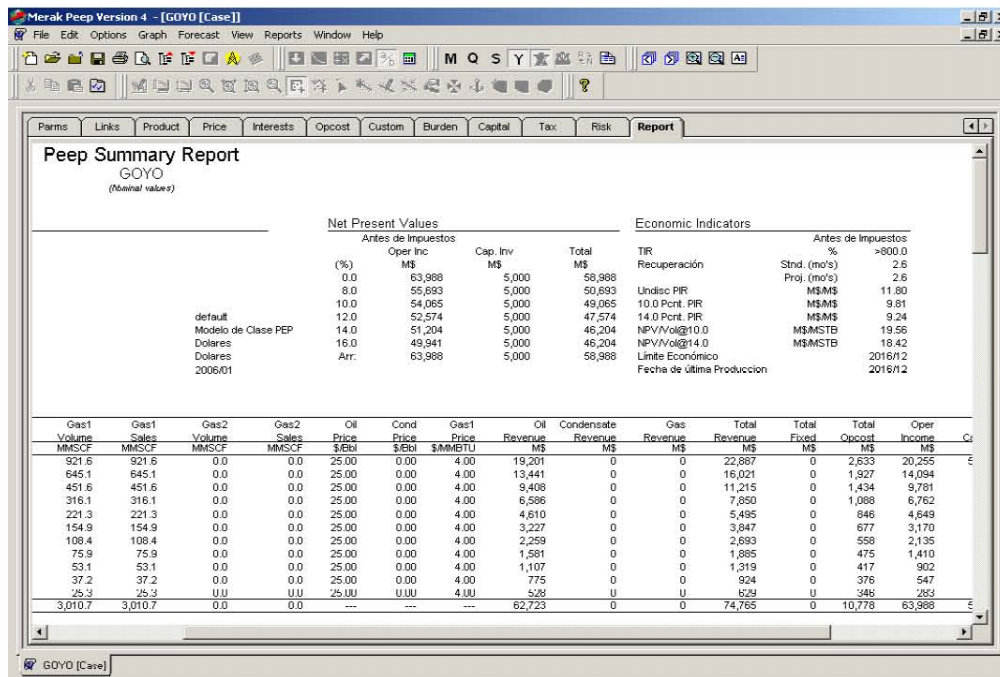 Merak Peep Version 4 - [GOYO [Case]]
File Edit Options Graph Forecast View Reports Window Help
M Q S Y
Parms Links Product Price Interests Opcost Custom Burden Capital Tax Risk Report
Peep Summary Report
GOYO
(Nominal values)
Net Present Values Economic Indicators
Antes de Impuestos Antes de Impuestos
Oper Inc Cap. Inv Total TIR % >800.0
(%) M$ M$ M$ Recuperación Stnd. (mo's) 2.6
0.0 63,988 5,000 58,988 Proj. (mo's) 2.6
8.0 55,693 5,000 50,693 Undisc PIR M$/M$ 11.80
10.0 54,065 5,000 49,065 10.0 Pcnt. PIR M$/M$ 9.81
default 12.0 52,574 5,000 47,574 14.0 Pcnt. PIR M$/M$ 9.24
Modelo de Clase PEP 14.0 51,204 5,000 46,204 NPV/Vol@10.0 M$/MSTB 19.56
Dolares 16.0 49,941 5,000 46,204 NPV/Vol@14.0 M$/MSTB 18.42
Dolares Arr: 63,988 5,000 58,988 Límite Económico 2016/12
2006/01 Fecha de última Produccion 2016/12
Gas1 Gas1 Gas2 Gas2 Oil Cond Gas1 Oil Condensate Gas Total Total Total Oper
Volume Sales Volume Sales Price Price Price Revenue Revenue Revenue Revenue Fixed Opcost Income
MMSCF MMSCF MMSCF MMSCF $/Bbl $/Bbl $/MMBTU M$ M$ M$ M$ M$ M$ M$
921.6 921.6 0.0 0.0 25.00 0.00 4.00 19,201 0 0 22,887 0 2,633 20,255 5
645.1 645.1 0.0 0.0 25.00 0.00 4.00 13,441 0 0 16,021 0 1,927 14,094
451.6 451.6 0.0 0.0 25.00 0.00 4.00 9,408 0 0 11,215 0 1,434 9,781
316.1 316.1 0.0 0.0 25.00 0.00 4.00 6,586 0 0 7,850 0 1,088 6,762
221.3 221.3 0.0 0.0 25.00 0.00 4.00 4,610 0 0 5,495 0 846 4,649
154.9 154.9 0.0 0.0 25.00 0.00 4.00 3,227 0 0 3,847 0 677 3,170
108.4 108.4 0.0 0.0 25.00 0.00 4.00 2,259 0 0 2,693 0 558 2,135
75.9 75.9 0.0 0.0 25.00 0.00 4.00 1,581 0 0 1,885 0 475 1,410
53.1 53.1 0.0 0.0 25.00 0.00 4.00 1,107 0 0 1,319 0 417 902
37.2 37.2 0.0 0.0 25.00 0.00 4.00 775 0 0 924 0 376 547
25.3 25.3 0.0 0.0 25.00 0.00 4.00 528 0 0 629 0 346 283
3,010.7 3,010.7 0.0 0.0 --- --- --- 62,723 0 0 74,765 0 10,778 63,988 5
GOYO [Case]